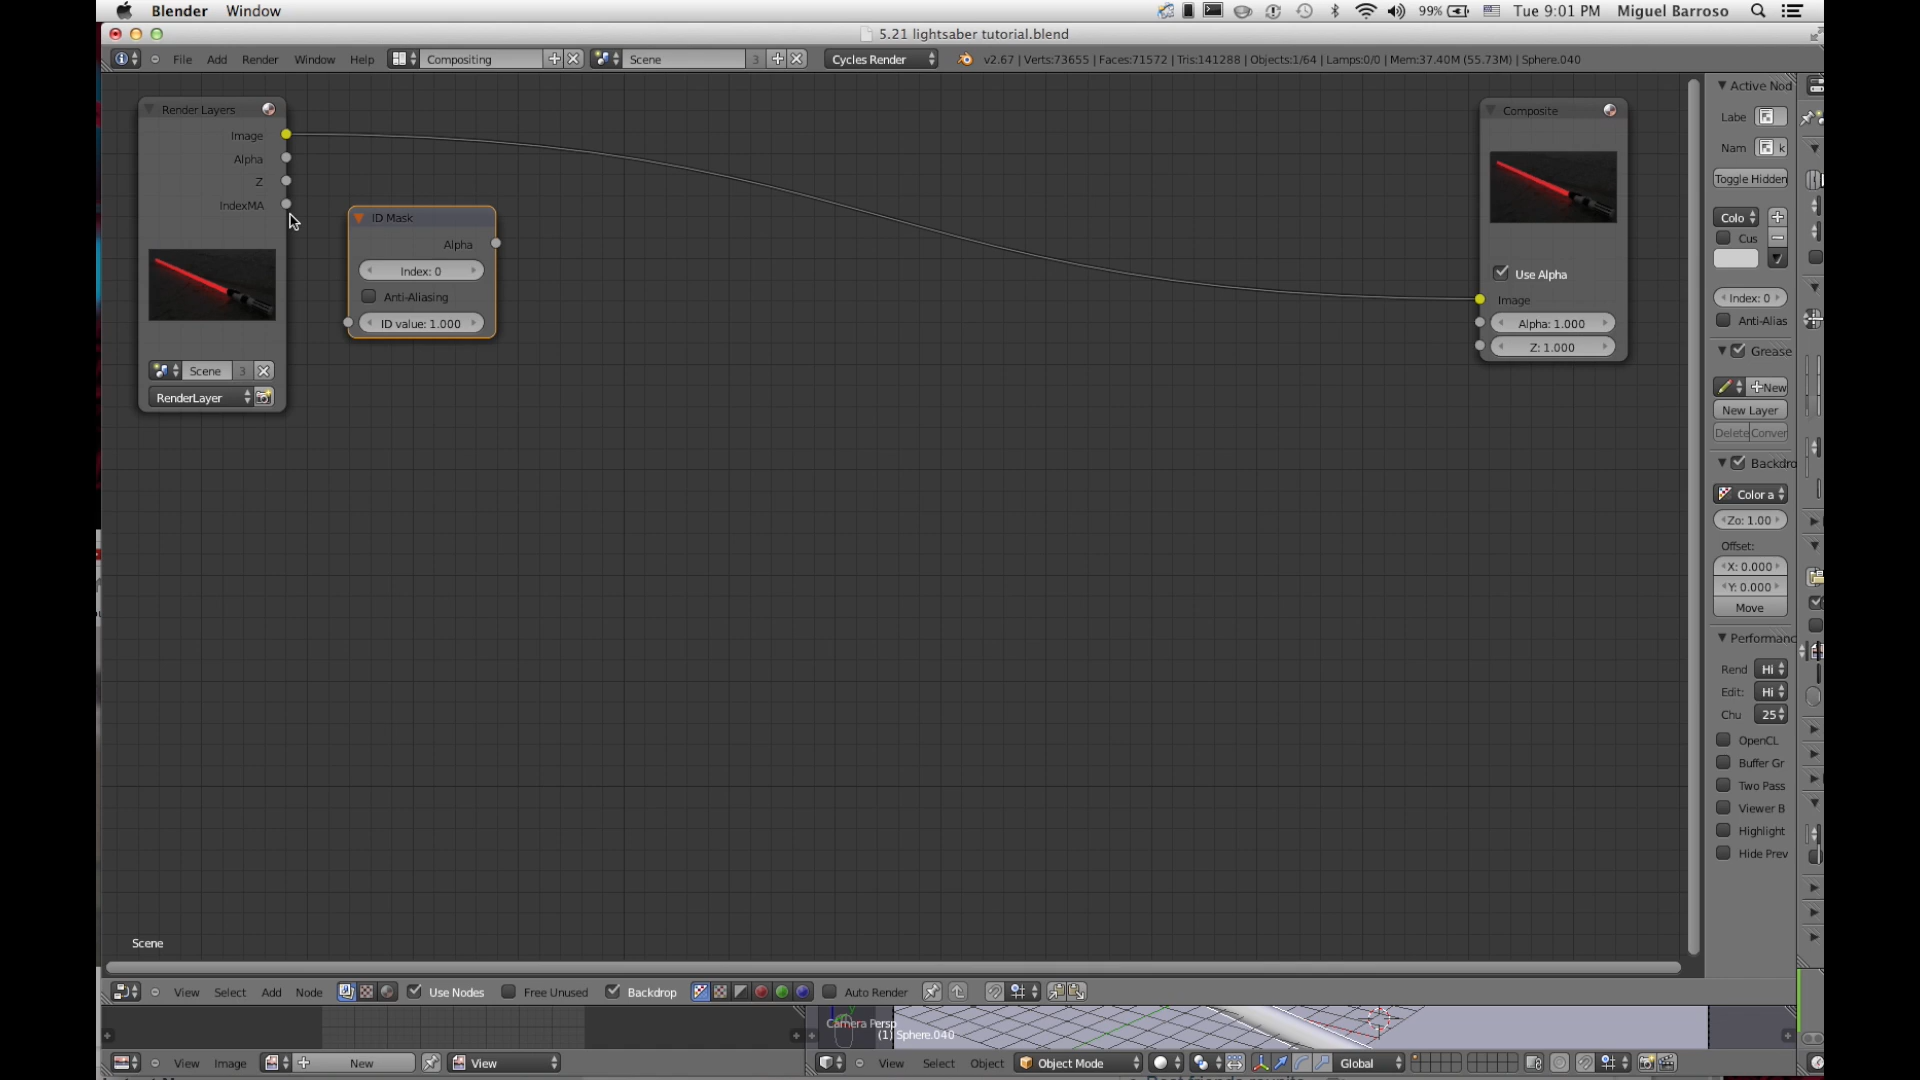 Blender Window 99% Tue 9:01 PM Miguel Barroso
5.21 lightsaber tutorial.blend
File Add Render Window Help Compositing Scene 3 Cycles Render v2.67 | Verts:73655 | Faces:71572 | Tris:141288 | Objects:1/64 | Lamps:0/0 | Mem:37.40M (55.73M) | Sphere.040
Render Layers
Image
Alpha
Z
IndexMA
Scene 3
RenderLayer
ID Mask
Alpha
Index: 0
Anti-Aliasing
ID value: 1.000
Composite
Use Alpha
Image
Alpha: 1.000
Z: 1.000
Active Nod
Labe
Nam k
Toggle Hidden
Colo
Cus
Index: 0
Anti-Alias
Grease
New
New Layer
Delete Conver
Backdro
Color a
Zo: 1.00
Offset:
X: 0.000
Y: 0.000
Move
Performanc
Rend Hi
Edit: Hi
Chu 25
OpenCL
Buffer Gr
Two Pass
Viewer B
Highlight
Hide Prev
Scene
View Select Add Node Use Nodes Free Unused Backdrop Auto Render
Camera Persp
(1) Sphere.040
View Image New View
View Select Object Object Mode Global